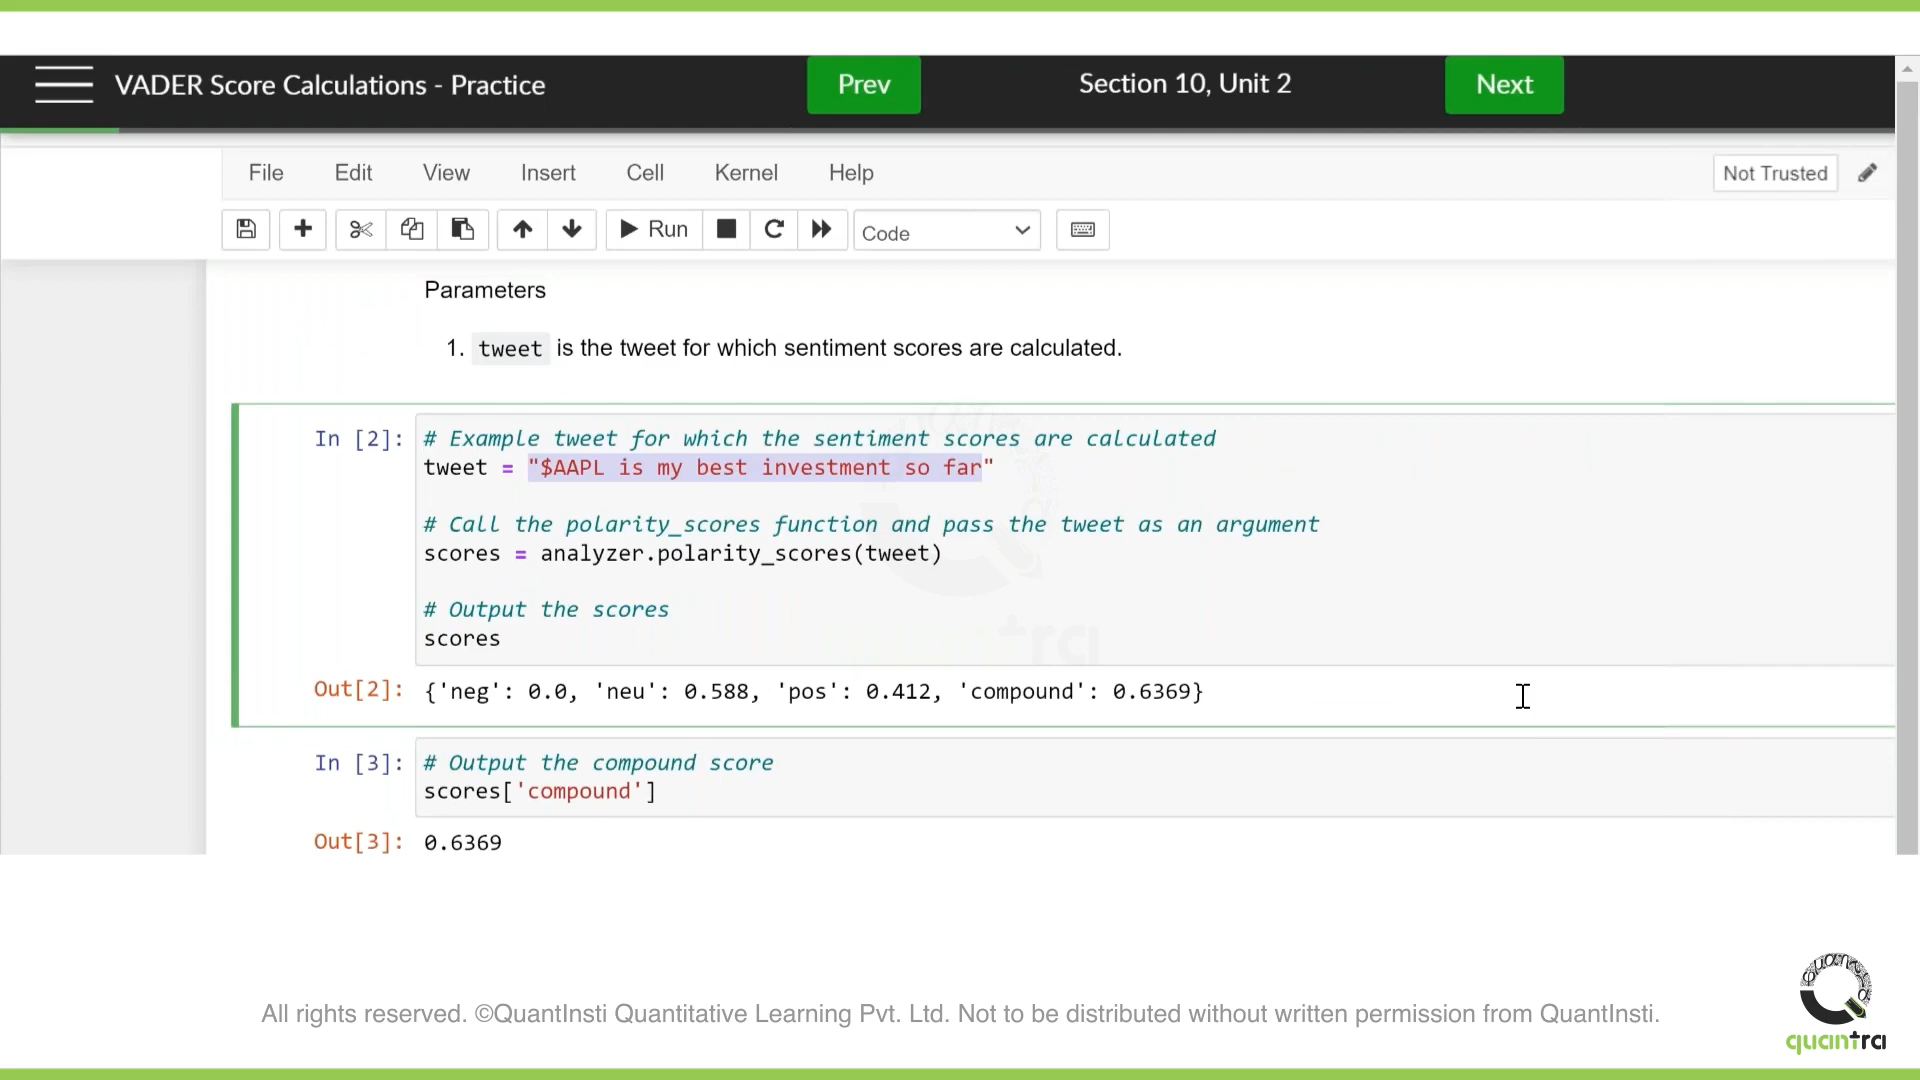 VADER Score Calculations - Practice
Prev
Section 10, Unit 2
Next
File Edit View Insert Cell Kernel Help
Not Trusted
Run
Code
Parameters
1. tweet is the tweet for which sentiment scores are calculated.
In [2]: # Example tweet for which the sentiment scores are calculated
tweet = "$AAPL is my best investment so far"
# Call the polarity_scores function and pass the tweet as an argument
scores = analyzer.polarity_scores(tweet)
# Output the scores
scores
Out[2]: {'neg': 0.0, 'neu': 0.588, 'pos': 0.412, 'compound': 0.6369}
In [3]: # Output the compound score
scores['compound']
Out[3]: 0.6369
All rights reserved. ©QuantInsti Quantitative Learning Pvt. Ltd. Not to be distributed without written permission from QuantInsti.
quantra